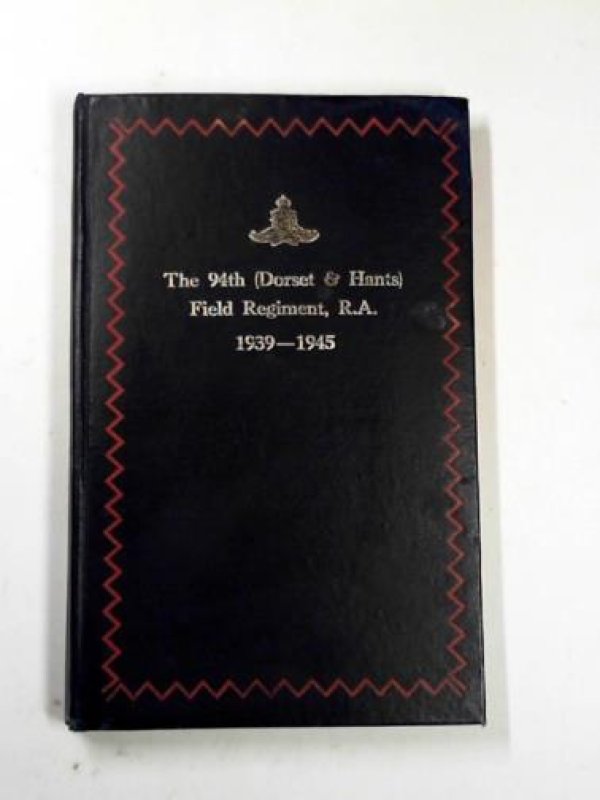 The 94th (Dorset & Hants)
Field Regiment, R.A.
1939—1945